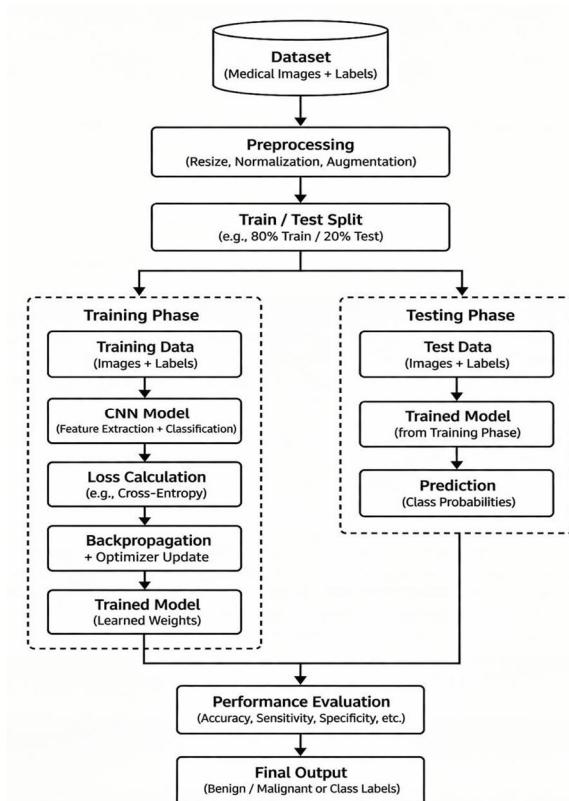 Dataset
(Medical Images + Labels)
Preprocessing
(Resize, Normalization, Augmentation)
Train / Test Split
(e.g., 80% Train / 20% Test)
Training Phase
Training Data
(Images + Labels)
CNN Model
(Feature Extraction + Classification)
Loss Calculation
(e.g., Cross-Entropy)
Backpropagation
+ Optimizer Update
Trained Model
(Learned Weights)
Testing Phase
Test Data
(Images + Labels)
Trained Model
(from Training Phase)
Prediction
(Class Probabilities)
Performance Evaluation
(Accuracy, Sensitivity, Specificity, etc.)
Final Output
(Benign / Malignant or Class Labels)